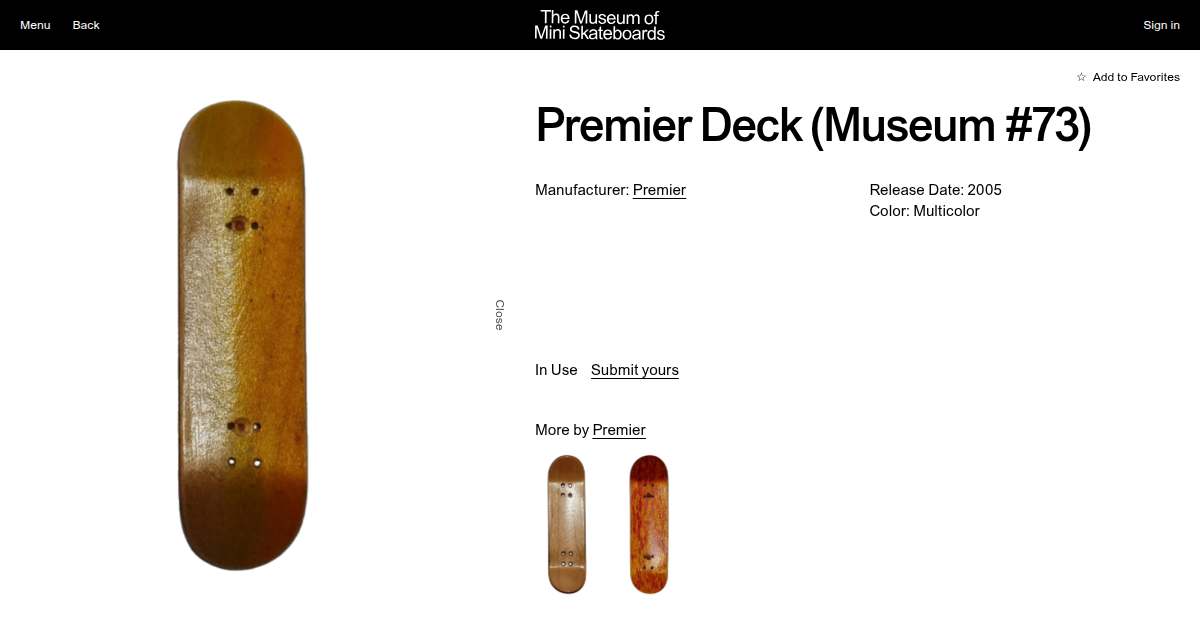 Menu
Back
The Museum of
Mini Skateboards
Sign in
☆ Add to Favorites
Premier Deck (Museum #73)
Manufacturer: Premier
Release Date: 2005
Color: Multicolor
Close
In Use Submit yours
More by Premier